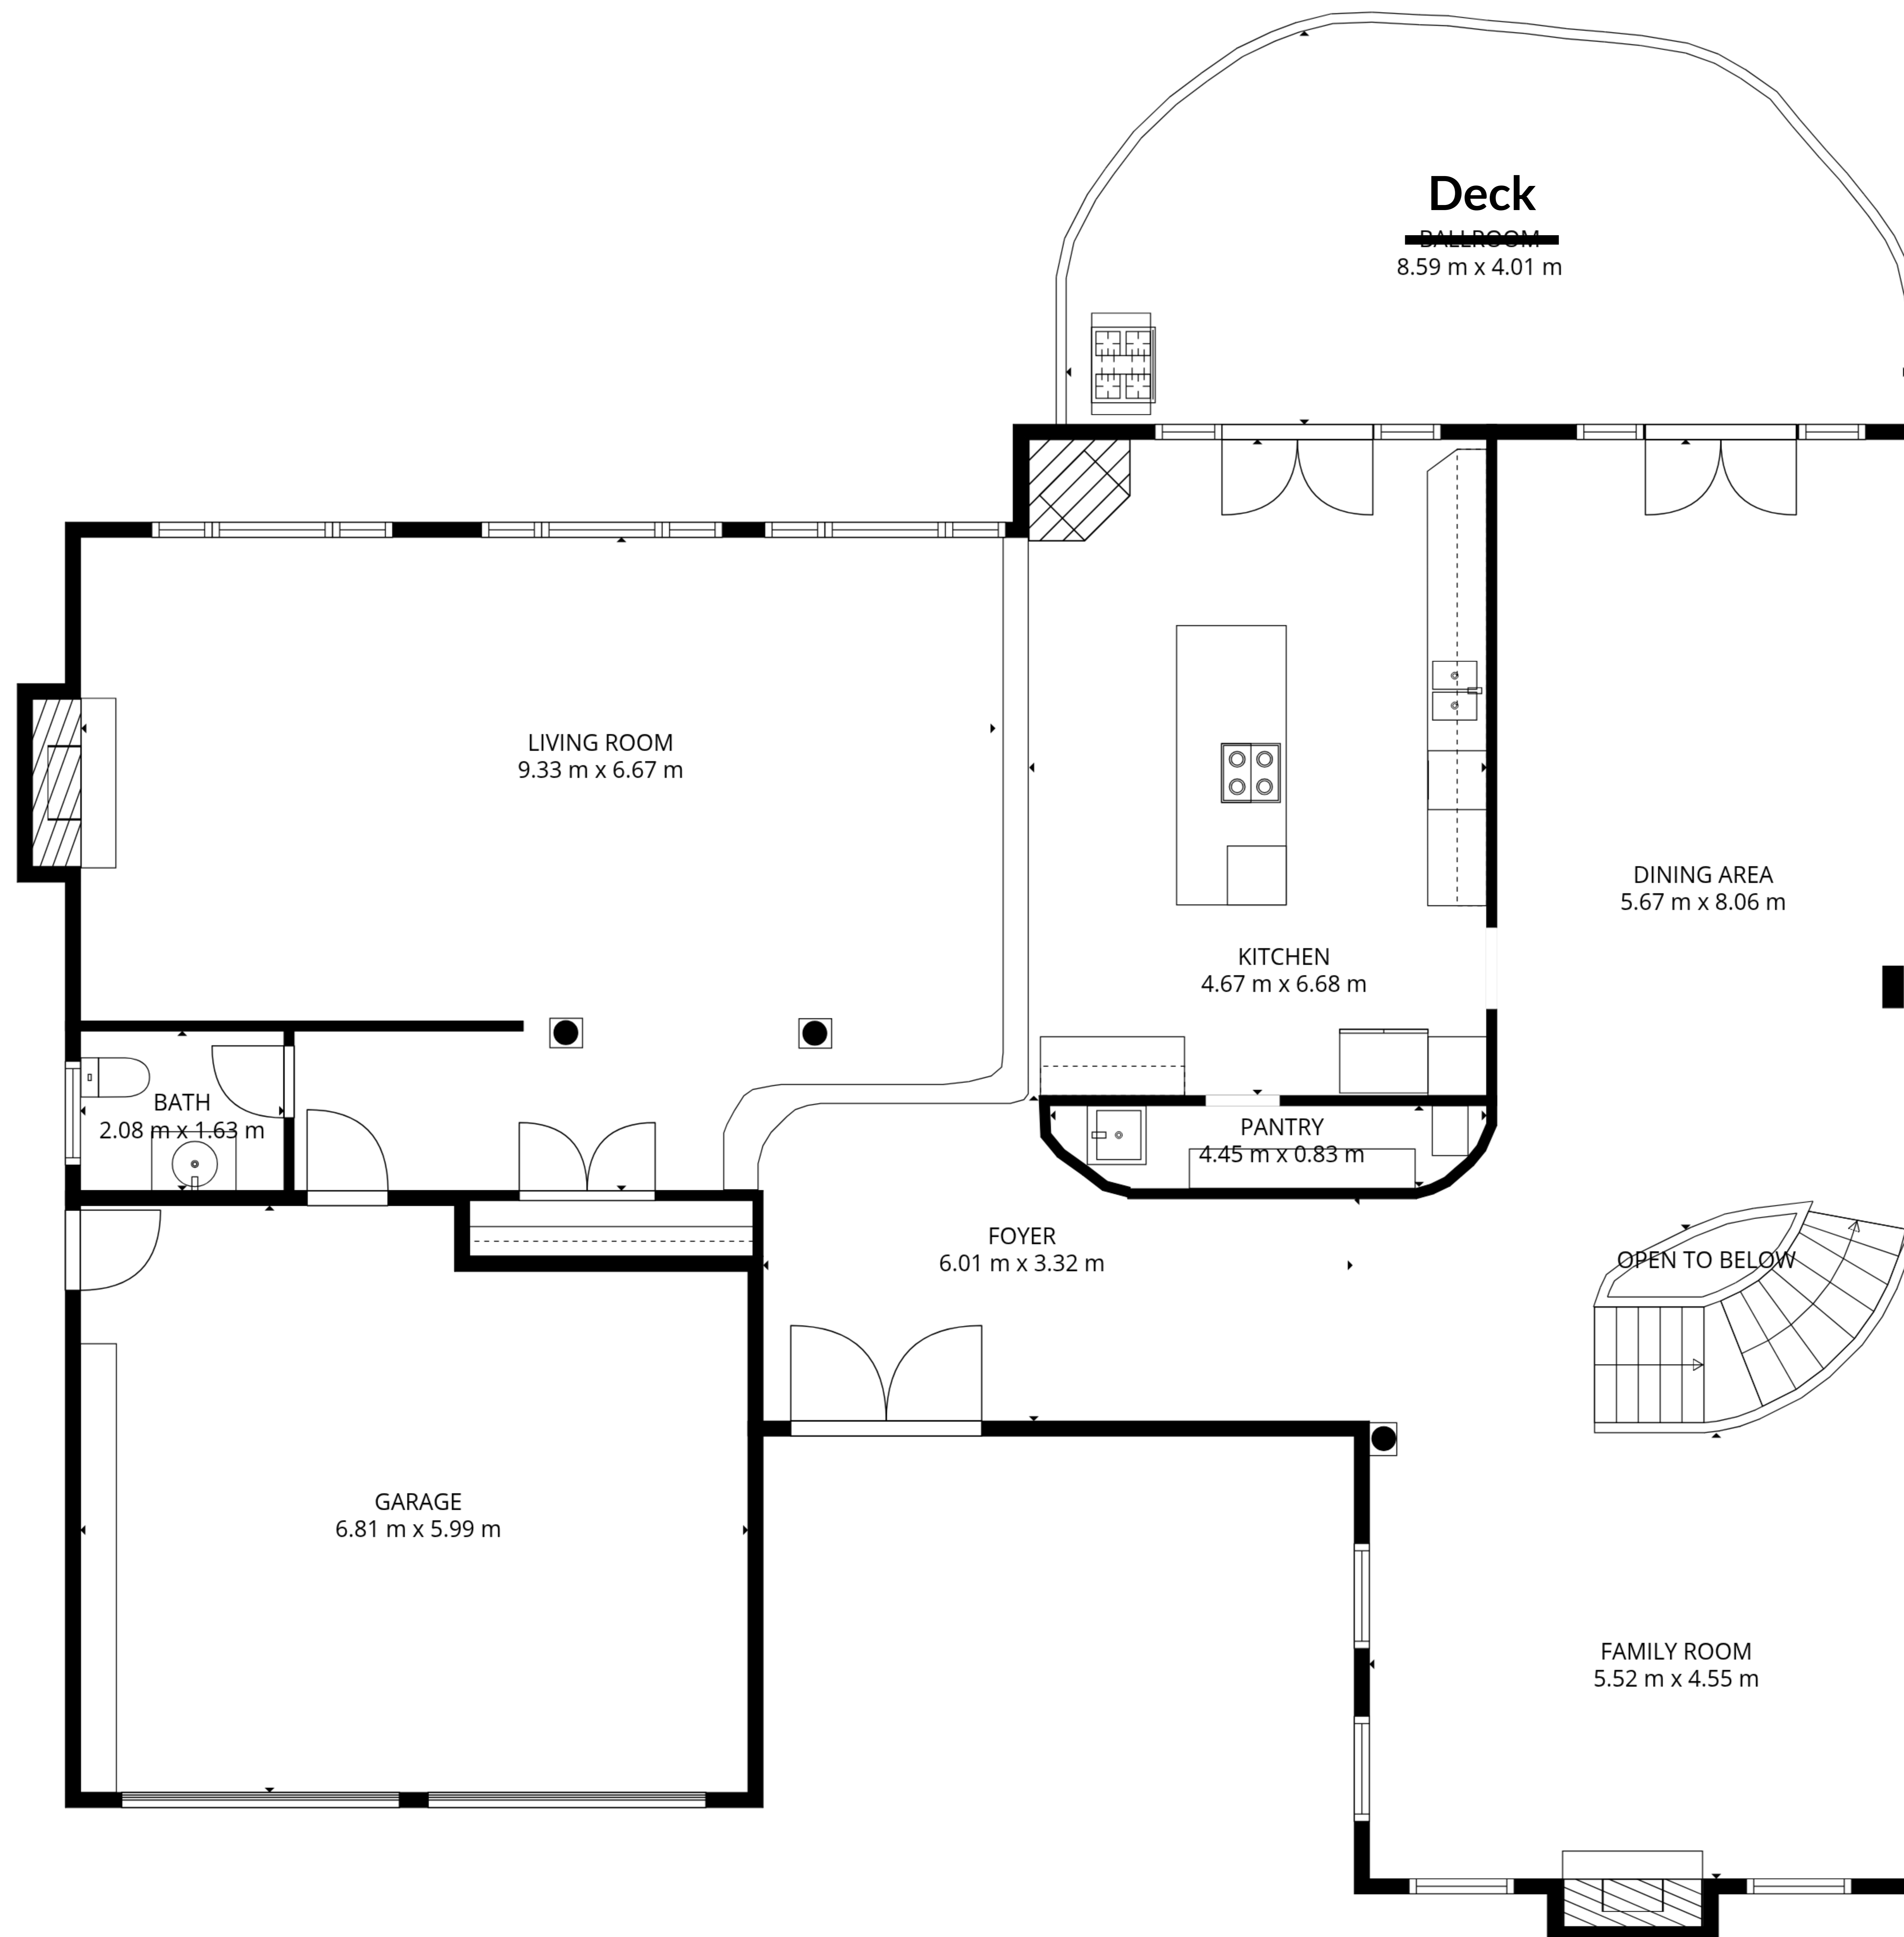 Deck
BALLROOM
8.59 m x 4.01 m
LIVING ROOM
9.33 m x 6.67 m
DINING AREA
5.67 m x 8.06 m
KITCHEN
4.67 m x 6.68 m
BATH
2.08 m x 1.63 m
PANTRY
4.45 m x 0.83 m
FOYER
6.01 m x 3.32 m
OPEN TO BELOW
GARAGE
6.81 m x 5.99 m
FAMILY ROOM
5.52 m x 4.55 m